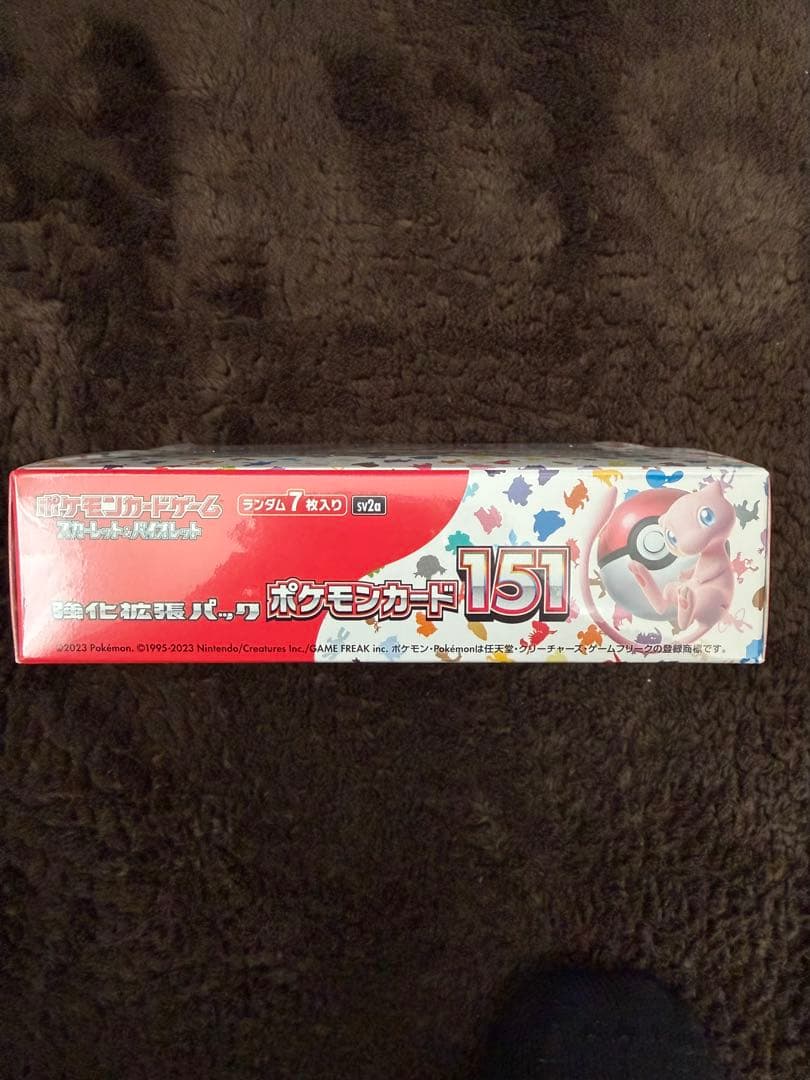 ポケモンカードゲーム
スカーレット&バイオレット
ランダム7枚入り
sv2a
強化拡張パック ポケモンカード151
©2023 Pokémon. ©1995-2023 Nintendo/Creatures Inc./GAME FREAK inc. ポケモン・Pokémonは任天堂・クリーチャーズ・ゲームフリークの登録商標です。